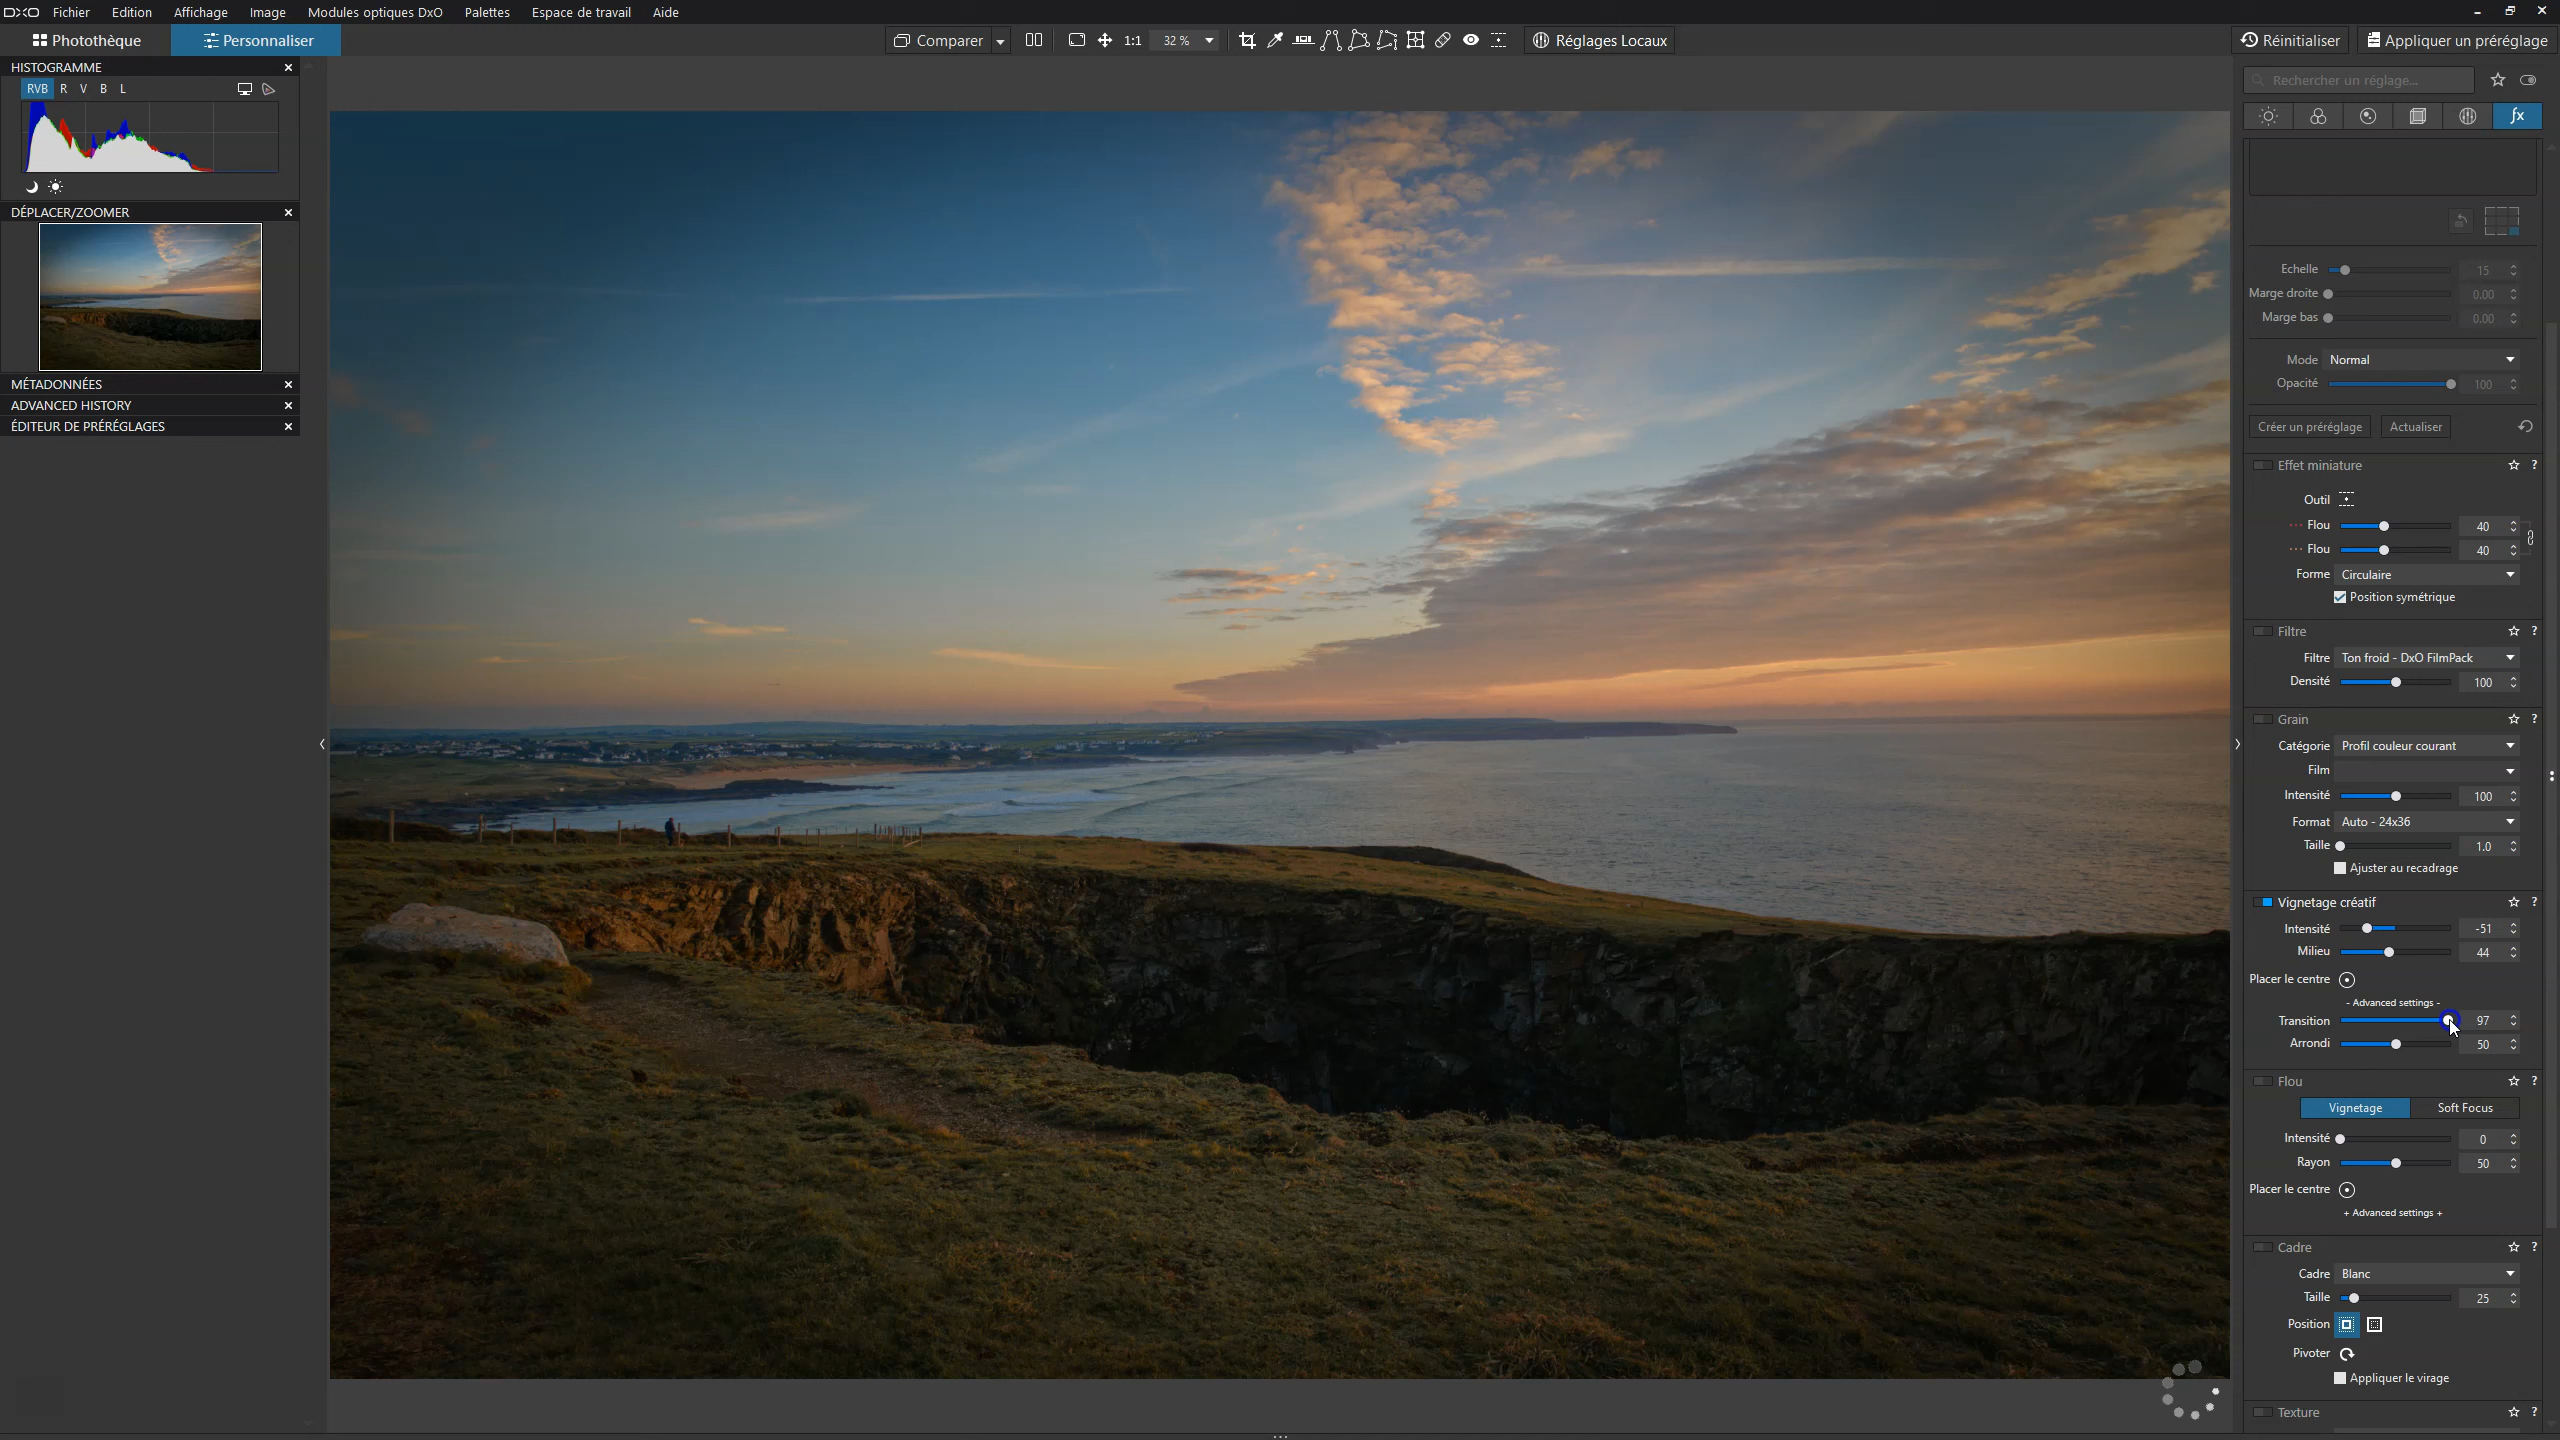 DXO Fichier Edition Affichage Image Modules optiques DxO Palettes Espace de travail Aide
Photothèque Personnaliser Comparer 1:1 32 % Réglages Locaux Réinitialiser Appliquer un préréglage
HISTOGRAMME
RVB R V B L
DÉPLACER/ZOOMER
MÉTADONNÉES
ADVANCED HISTORY
ÉDITEUR DE PRÉRÉGLAGES
Rechercher un réglage...
fx
Echelle 15
Marge droite 0.00
Marge bas 0.00
Mode Normal
Opacité 100
Créer un préréglage Actualiser
Effet miniature ?
Outil
Flou 40
Flou 40
Forme Circulaire
Position symétrique
Filtre ?
Filtre Ton froid - DxO FilmPack
Densité 100
Grain ?
Catégorie Profil couleur courant
Film
Intensité 100
Format Auto - 24x36
Taille 1.0
Ajuster au recadrage
Vignetage créatif ?
Intensité -51
Milieu 44
Placer le centre
- Advanced settings -
Transition 97
Arrondi 50
Flou ?
Vignetage Soft Focus
Intensité 0
Rayon 50
Placer le centre
+ Advanced settings +
Cadre ?
Cadre Blanc
Taille 25
Position
Pivoter
Appliquer le virage
Texture ?